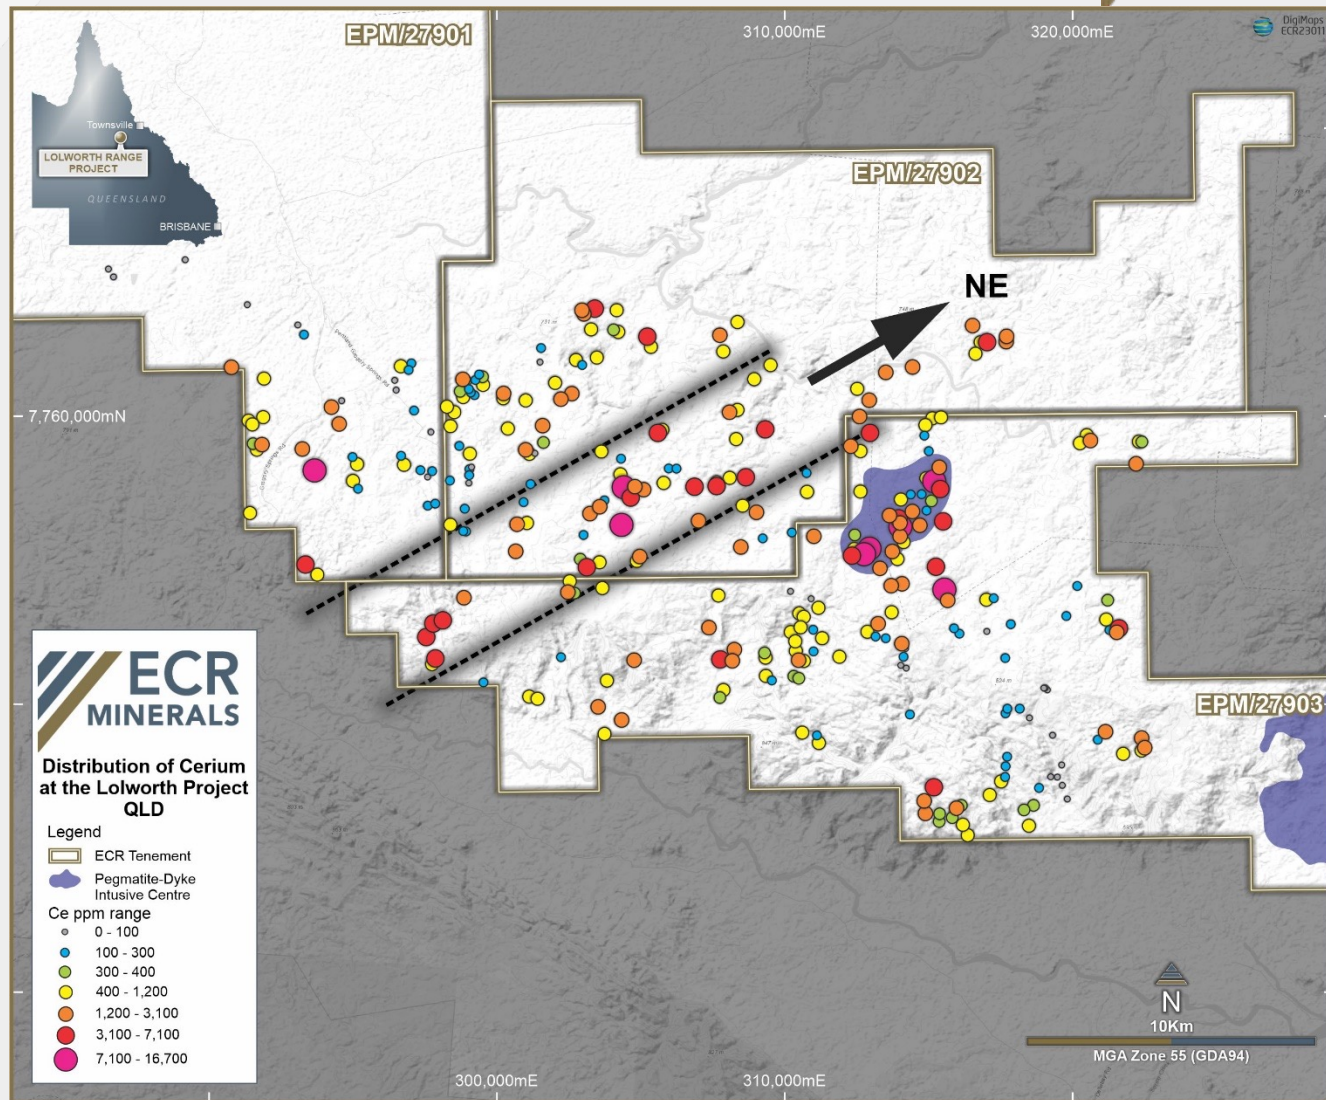 EPM/27901
310,000mE
320,000mE
DigiMaps
ECR23011
Townsville
LOLWORTH RANGE
PROJECT
QUEENSLAND
BRISBANE
EPM/27902
NE
7,760,000mN
EPM/27903
ECR
MINERALS
Distribution of Cerium
at the Lolworth Project
QLD
Legend
ECR Tenement
Pegmatite-Dyke
Intusive Centre
Ce ppm range
0 - 100
100 - 300
300 - 400
400 - 1,200
1,200 - 3,100
3,100 - 7,100
7,100 - 16,700
N
10Km
MGA Zone 55 (GDA94)
300,000mE
310,000mE